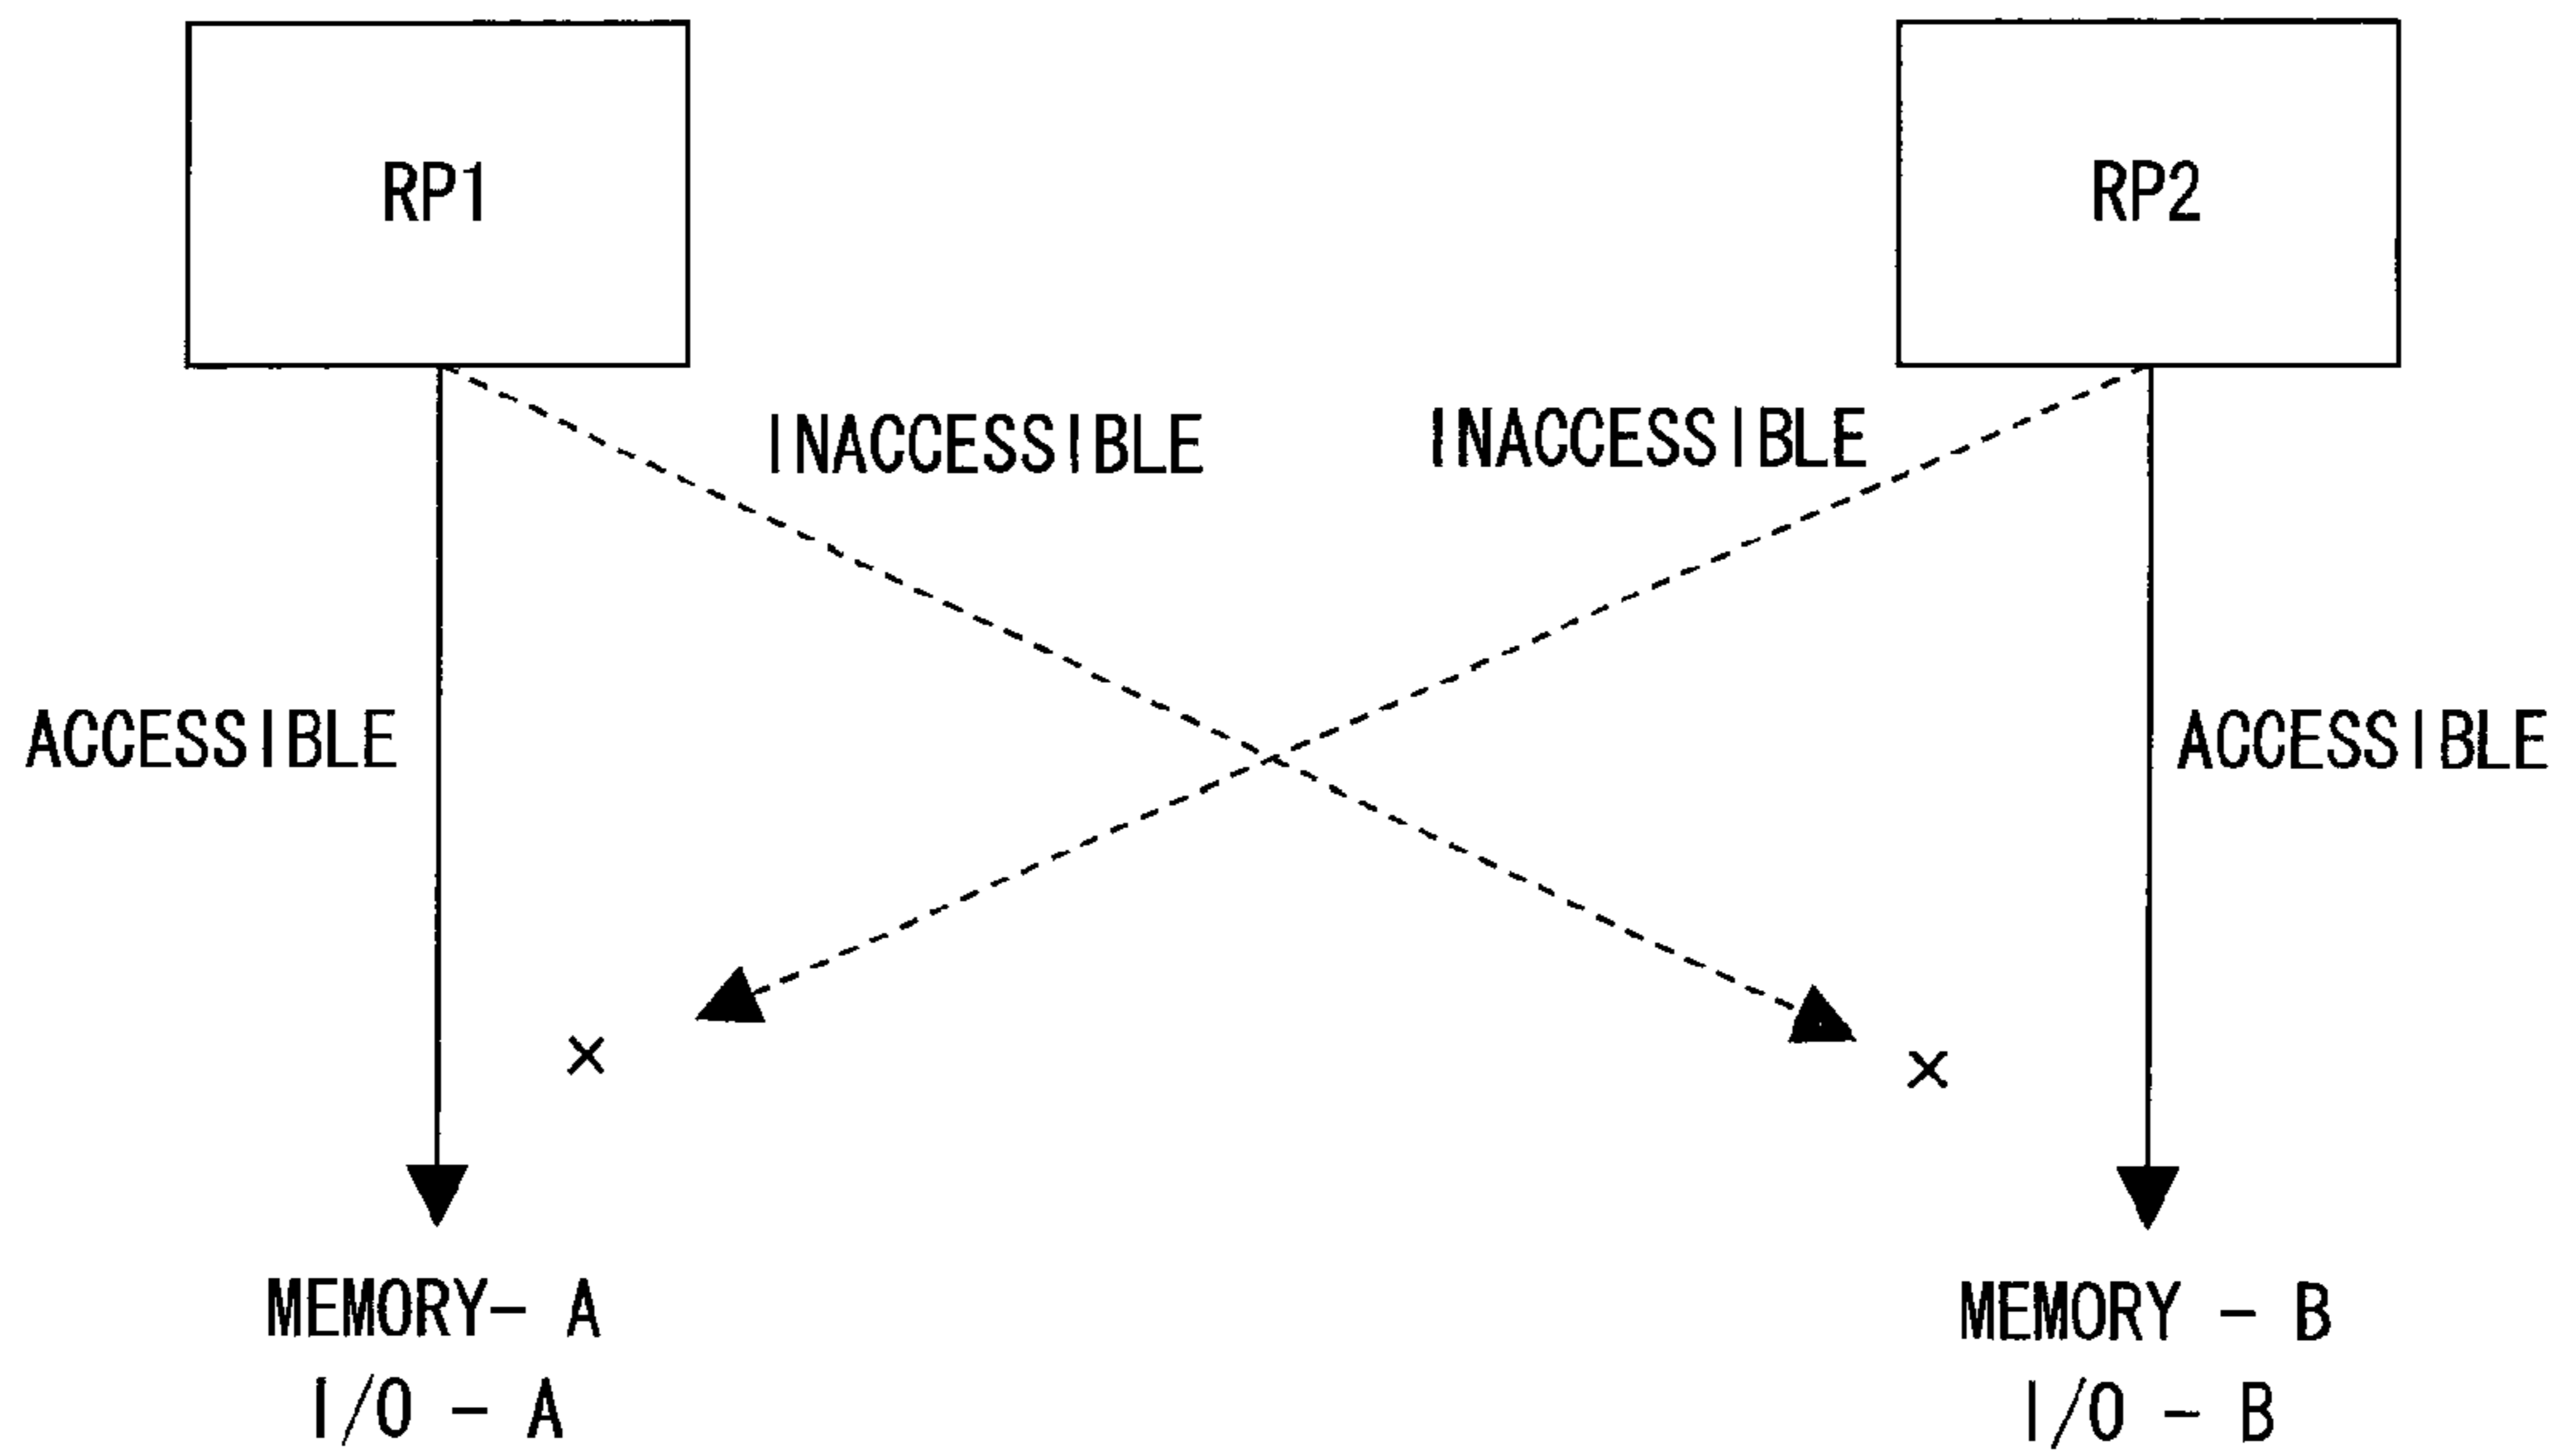 RP1
RP2
INACCESSIBLE
INACCESSIBLE
ACCESSIBLE
ACCESSIBLE
×
×
MEMORY- A
I/O - A
MEMORY - B
I/O - B